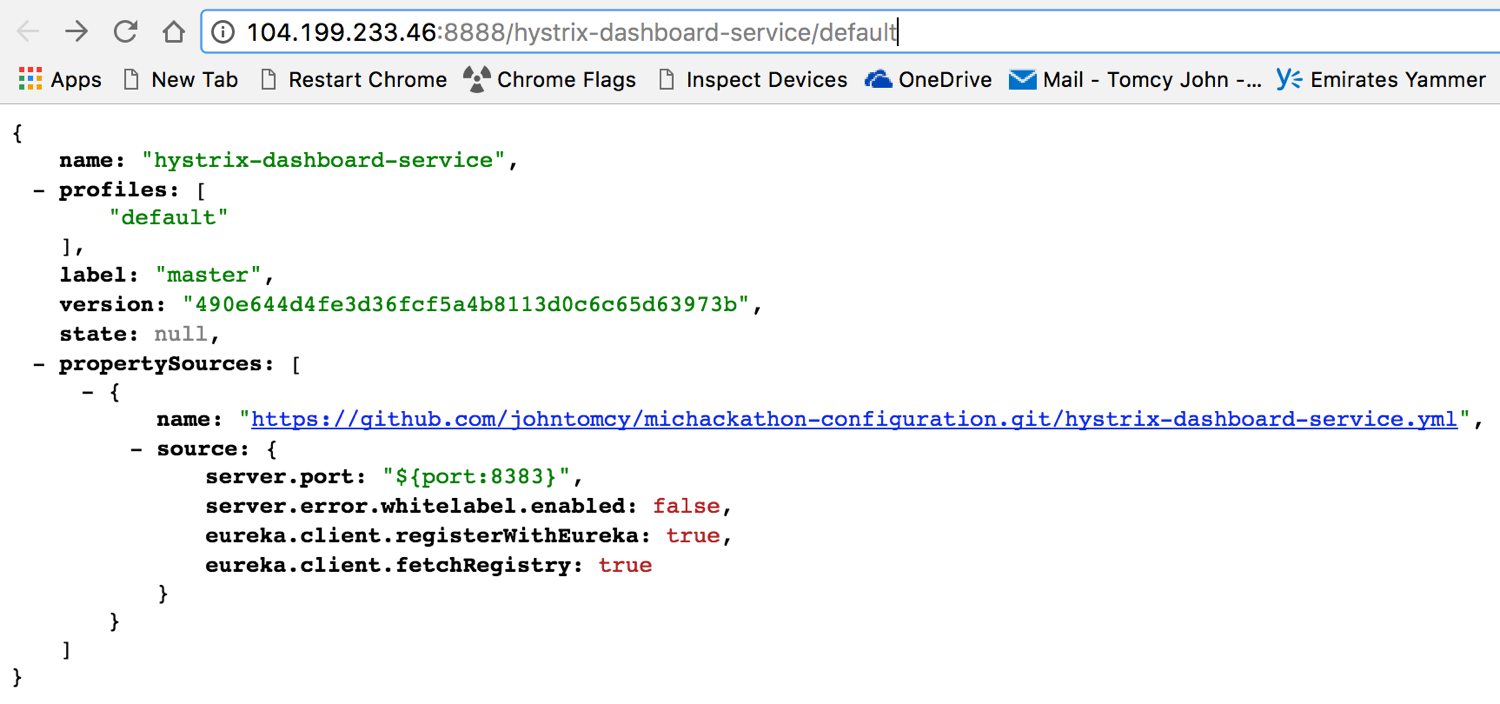 104.199.233.46:8888/hystrix-dashboard-service/default
Apps New Tab Restart Chrome Chrome Flags Inspect Devices OneDrive Mail - Tomcy John -... Emirates Yammer
{
name: "hystrix-dashboard-service",
- profiles: [
"default"
],
label: "master",
version: "490e644d4fe3d36fcf5a4b8113d0c6c65d63973b",
state: null,
- propertySources: [
- {
name: "https://github.com/johntomcy/michackathon-configuration.git/hystrix-dashboard-service.yml",
- source: {
server.port: "${port:8383}",
server.error.whitelabel.enabled: false,
eureka.client.registerWithEureka: true,
eureka.client.fetchRegistry: true
}
}
]
}